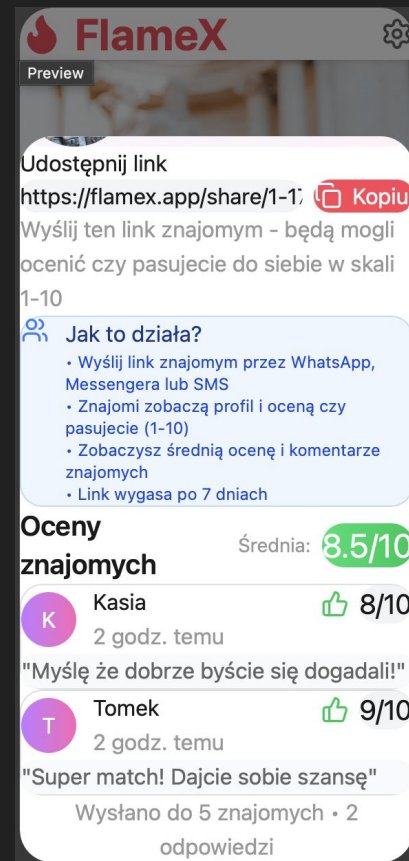 FlameX
Preview
Udostępnij link
https://flamex.app/share/1-17
Kopiu
Wyślij ten link znajomym - będą mogli
ocenić czy pasujecie do siebie w skali
1-10
Jak to działa?
• Wyślij link znajomym przez WhatsApp,
Messengera lub SMS
• Znajomi zobaczą profil i ocenią czy
pasujecie (1-10)
• Zobaczysz średnią ocenę i komentarze
znajomych
• Link wygasa po 7 dniach
Oceny
znajomych
Średnia:
8.5/10
K
Kasia
8/10
2 godz. temu
"Myślę że dobrze byście się dogadali!"
T
Tomek
9/10
2 godz. temu
"Super match! Dajcie sobie szansę"
Wysłano do 5 znajomych • 2
odpowiedzi